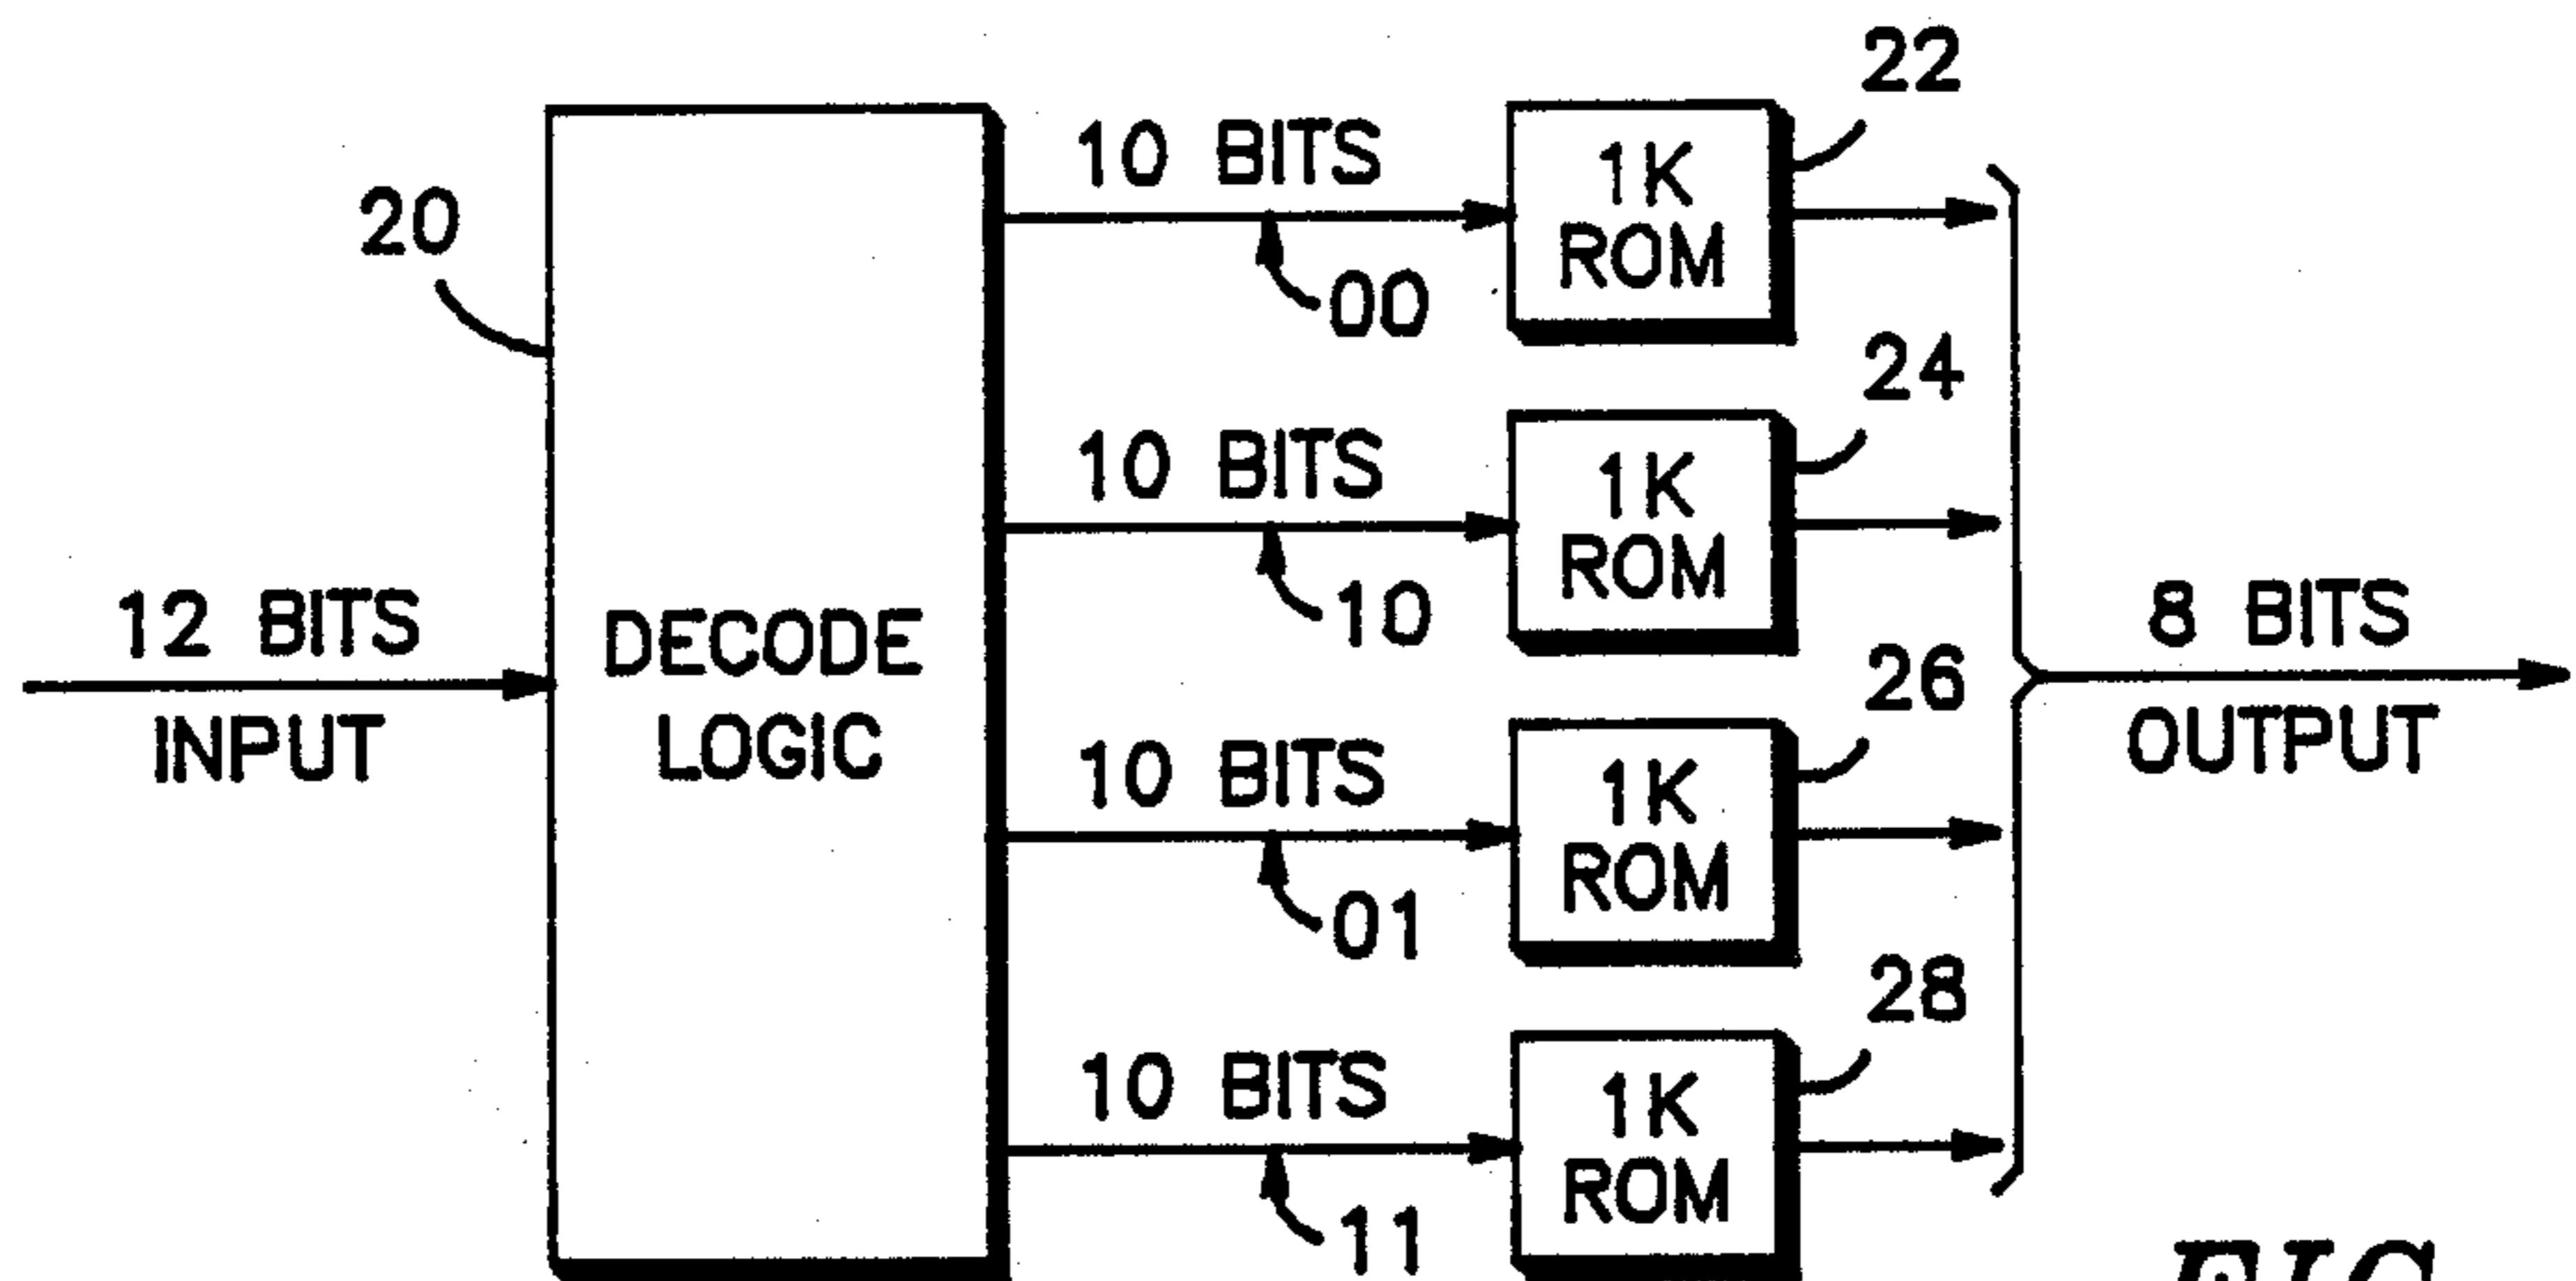 20
12 BITS
INPUT
DECODE
LOGIC
10 BITS
00
1K
ROM
22
10 BITS
10
1K
ROM
24
10 BITS
01
1K
ROM
26
10 BITS
11
1K
ROM
28
8 BITS
OUTPUT
FIG